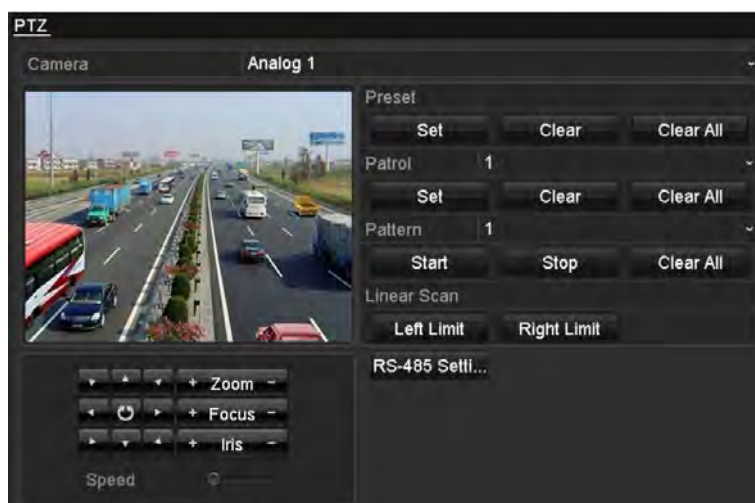 PTZ
Camera Analog 1
Preset
Set Clear Clear All
Patrol 1
Set Clear Clear All
Pattern 1
Start Stop Clear All
Linear Scan
Left Limit Right Limit
RS-485 Setti...
+ Zoom -
+ Focus -
+ Iris -
Speed